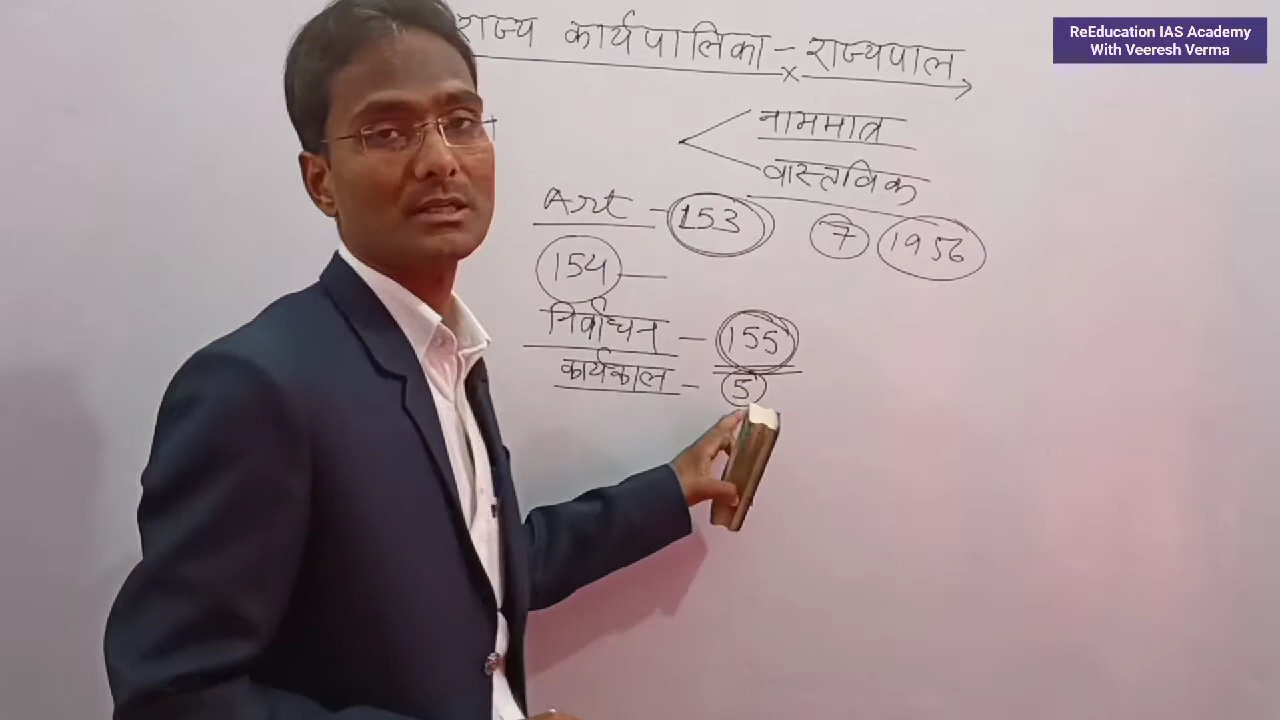 ReEducation IAS Academy
With Veeresh Verma
राज्य कार्यपालिका - राज्यपाल
नाममात्र
वास्तविक
Art - 153 7 1956
154 —
निर्वाचन - 155
कार्यकाल - 5